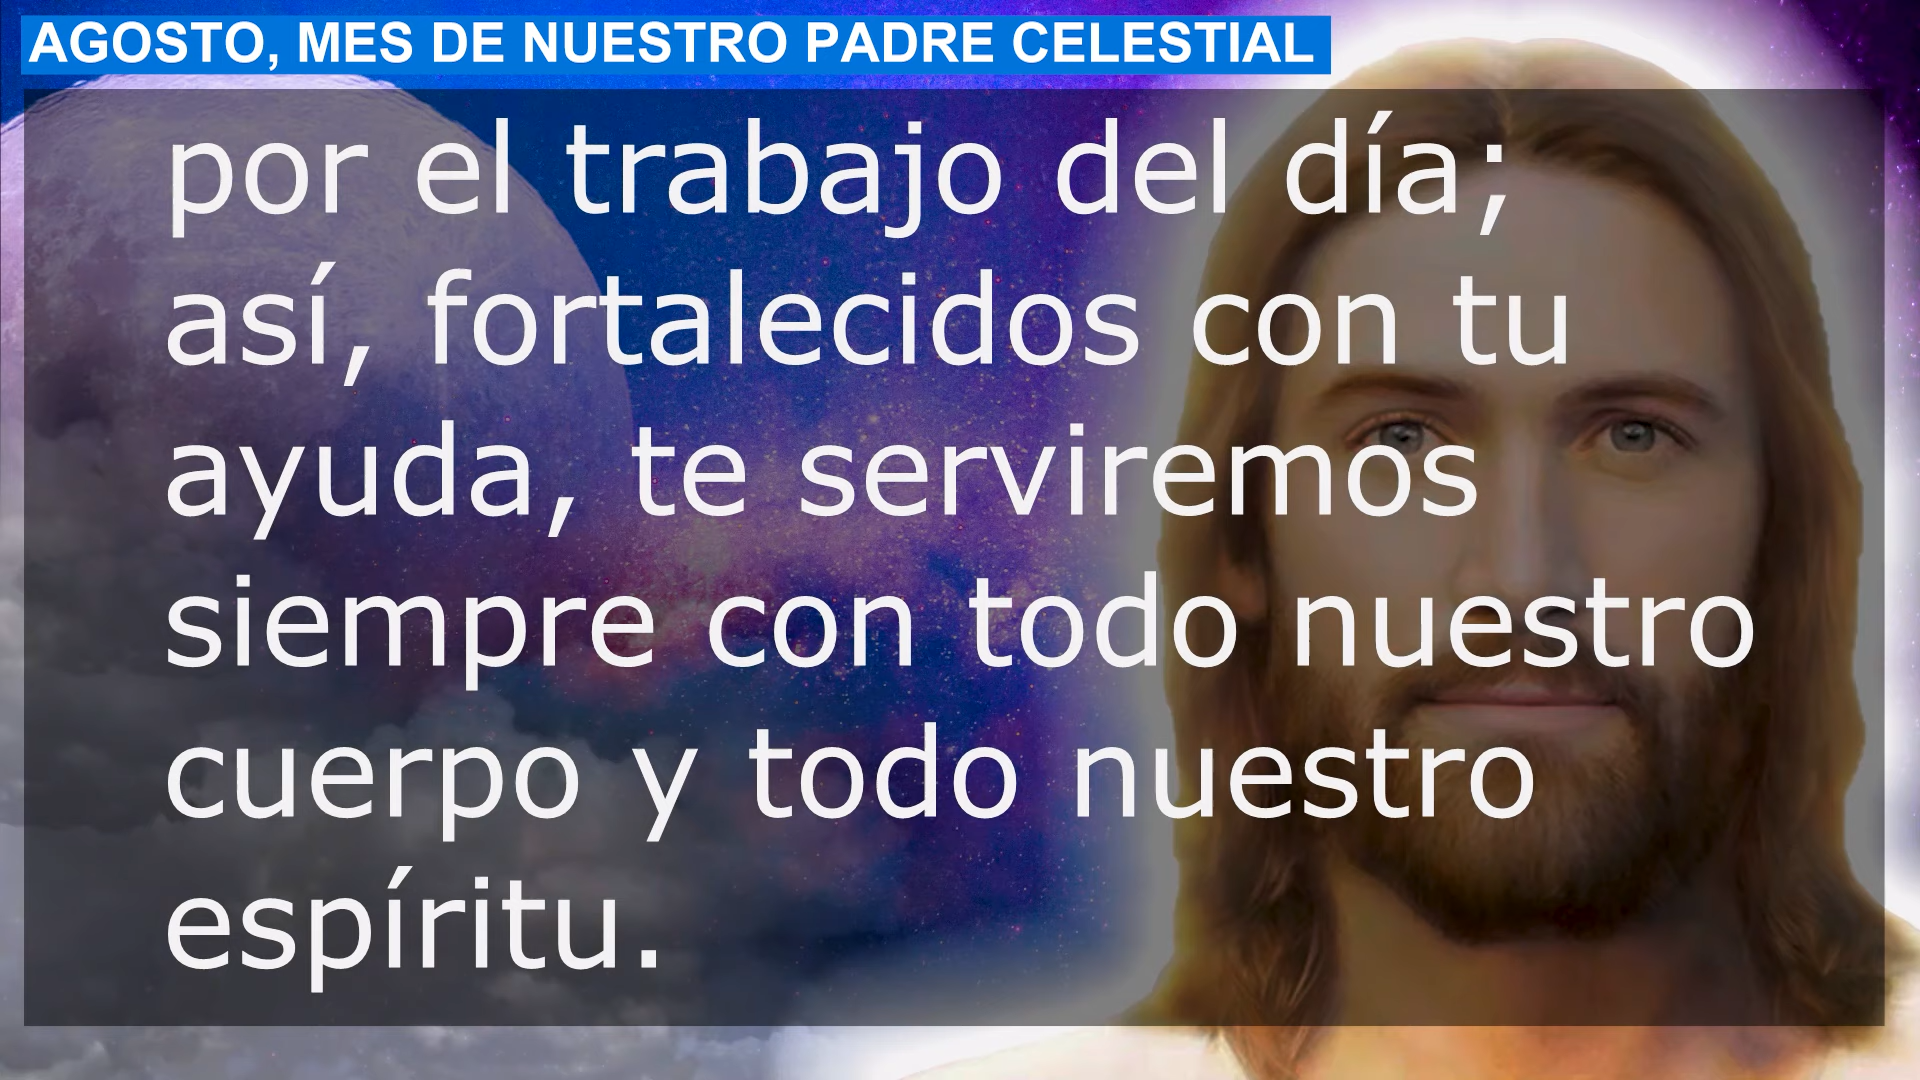 AGOSTO, MES DE NUESTRO PADRE CELESTIAL
por el trabajo del día;
así, fortalecidos con tu
ayuda, te serviremos
siempre con todo nuestro
cuerpo y todo nuestro
espíritu.